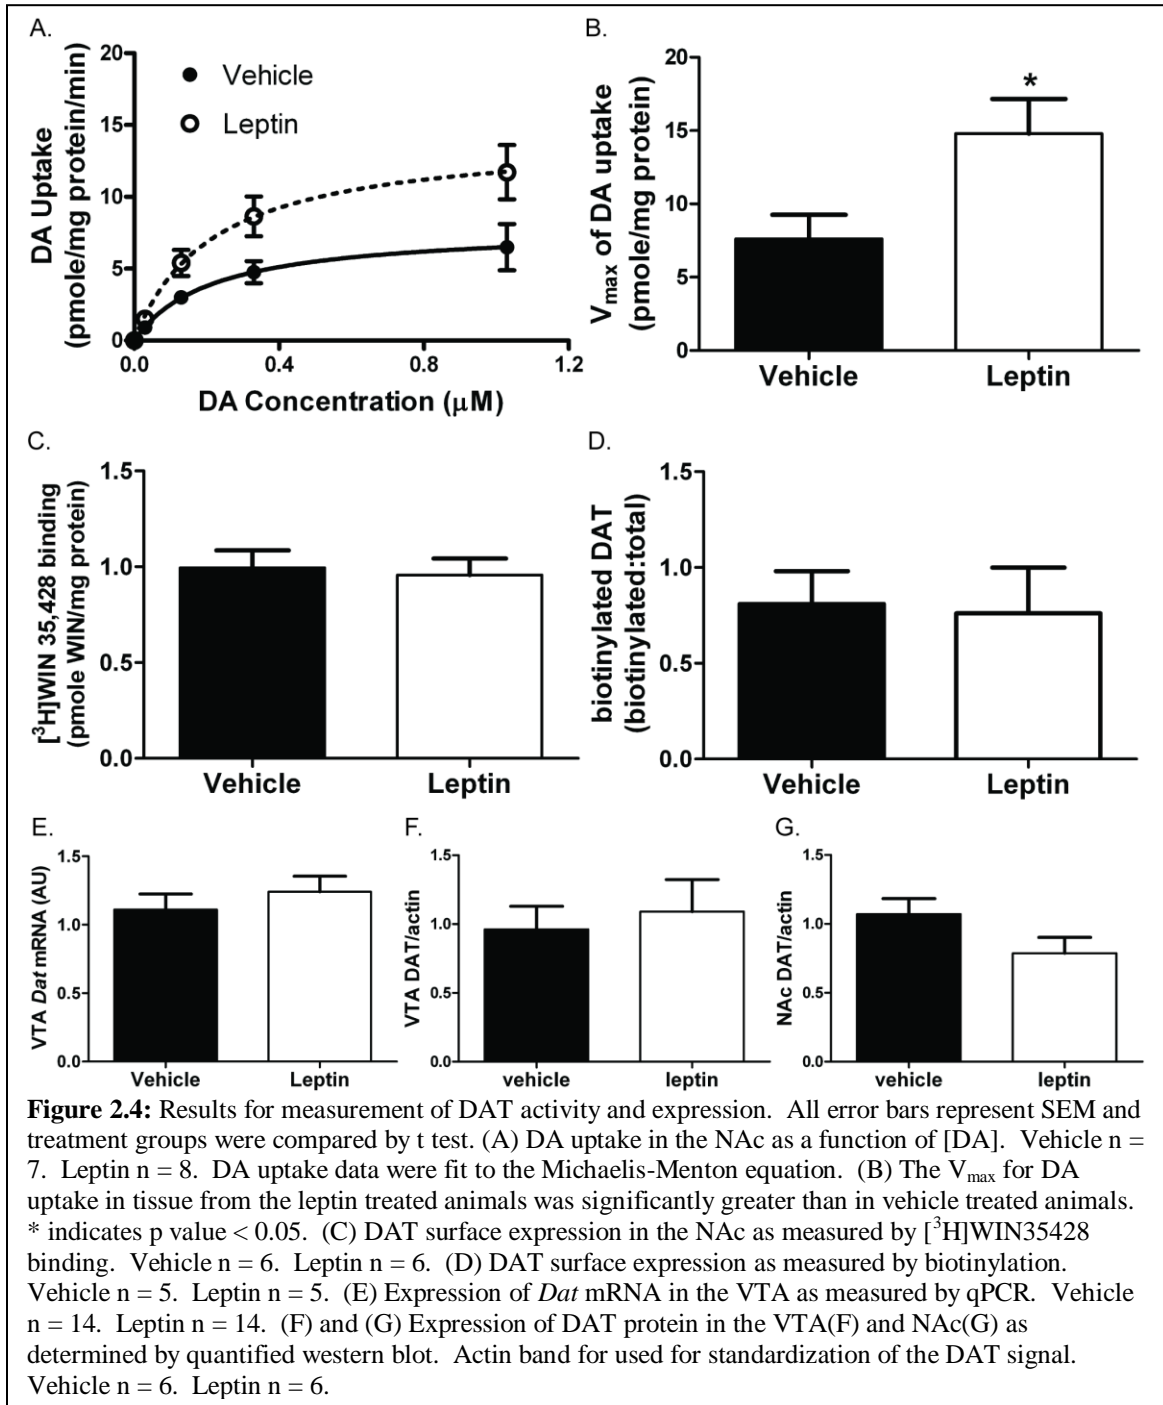 A.
20
15
10
5
0
DA Uptake
(pmole/mg protein/min)
Vehicle
Leptin
0.0 0.4 0.8 1.2
DA Concentration (μM)
B.
20
15
10
5
0
Vmax of DA uptake
(pmole/mg protein)
*
Vehicle Leptin
C.
1.5
1.0
0.5
0.0
[3H]WIN 35,428 binding
(pmole WIN/mg protein)
Vehicle Leptin
D.
1.5
1.0
0.5
0.0
biotinylated DAT
(biotinylated:total)
Vehicle Leptin
E.
1.5
1.0
0.5
0.0
VTA Dat mRNA (AU)
Vehicle Leptin
F.
1.5
1.0
0.5
0.0
VTA DAT/actin
vehicle leptin
G.
1.5
1.0
0.5
0.0
NAc DAT/actin
vehicle leptin
Figure 2.4: Results for measurement of DAT activity and expression. All error bars represent SEM and
treatment groups were compared by t test. (A) DA uptake in the NAc as a function of [DA]. Vehicle n =
7. Leptin n = 8. DA uptake data were fit to the Michaelis-Menton equation. (B) The Vmax for DA
uptake in tissue from the leptin treated animals was significantly greater than in vehicle treated animals.
* indicates p value < 0.05. (C) DAT surface expression in the NAc as measured by [3H]WIN35428
binding. Vehicle n = 6. Leptin n = 6. (D) DAT surface expression as measured by biotinylation.
Vehicle n = 5. Leptin n = 5. (E) Expression of Dat mRNA in the VTA as measured by qPCR. Vehicle
n = 14. Leptin n = 14. (F) and (G) Expression of DAT protein in the VTA(F) and NAc(G) as
determined by quantified western blot. Actin band for used for standardization of the DAT signal.
Vehicle n = 6. Leptin n = 6.